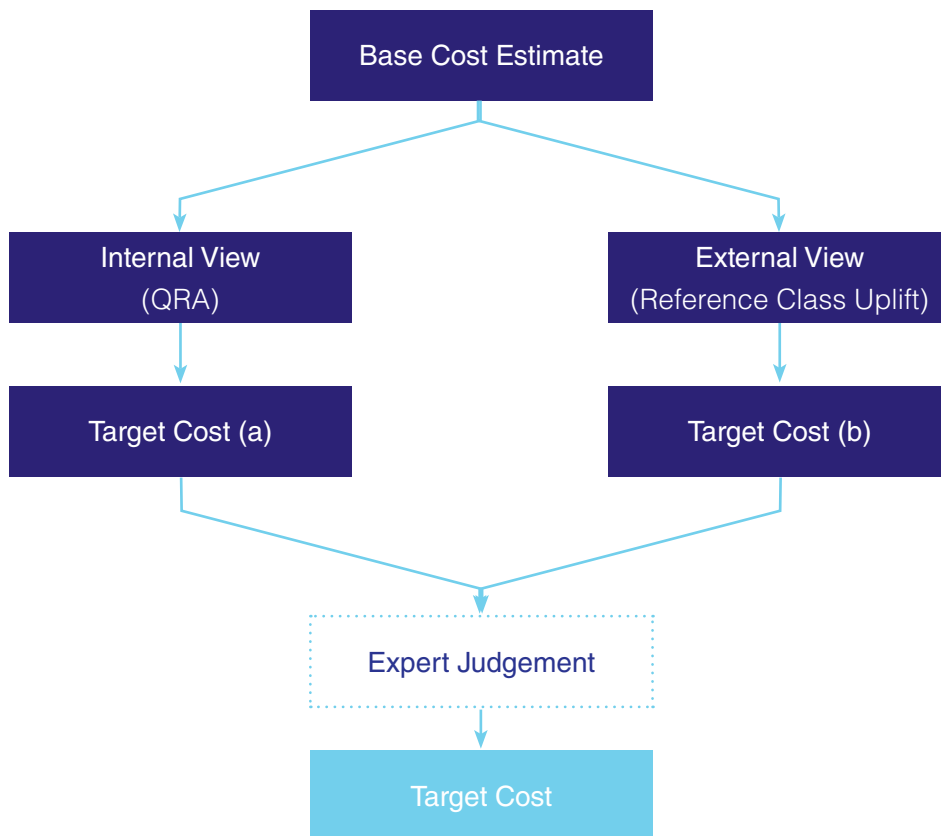 Base Cost Estimate
Internal View
(QRA)
External View
(Reference Class Uplift)
Target Cost (a)
Target Cost (b)
Expert Judgement
Target Cost